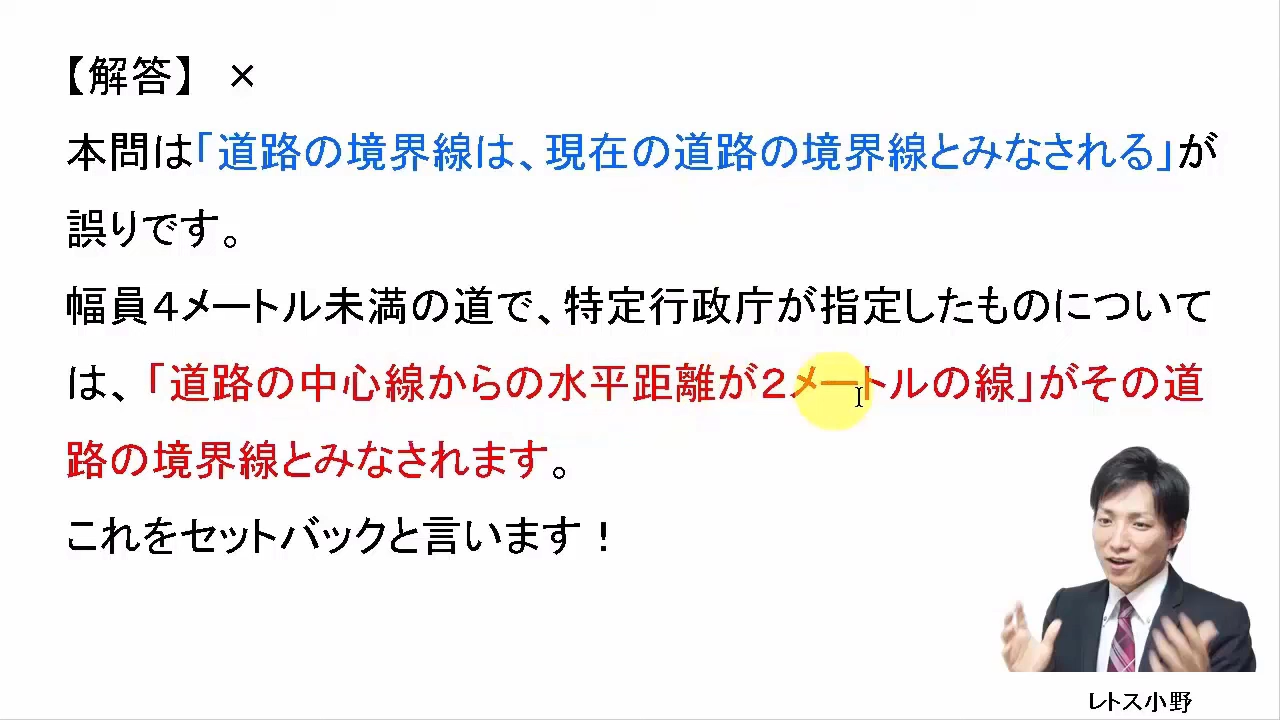 【解答】 ×
本問は「道路の境界線は、現在の道路の境界線とみなされる」が
誤りです。
幅員４メートル未満の道で、特定行政庁が指定したものについて
は、「道路の中心線からの水平距離が２メートルの線」がその道
路の境界線とみなされます。
これをセットバックと言います！
レトス小野